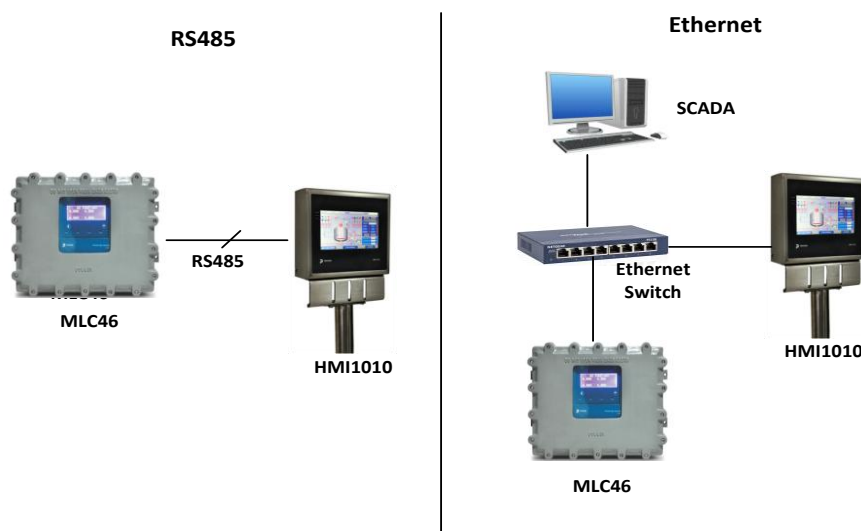 RS485
Ethernet
SCADA
RS485
MLC46
HMI1010
Ethernet
Switch
HMI1010
MLC46